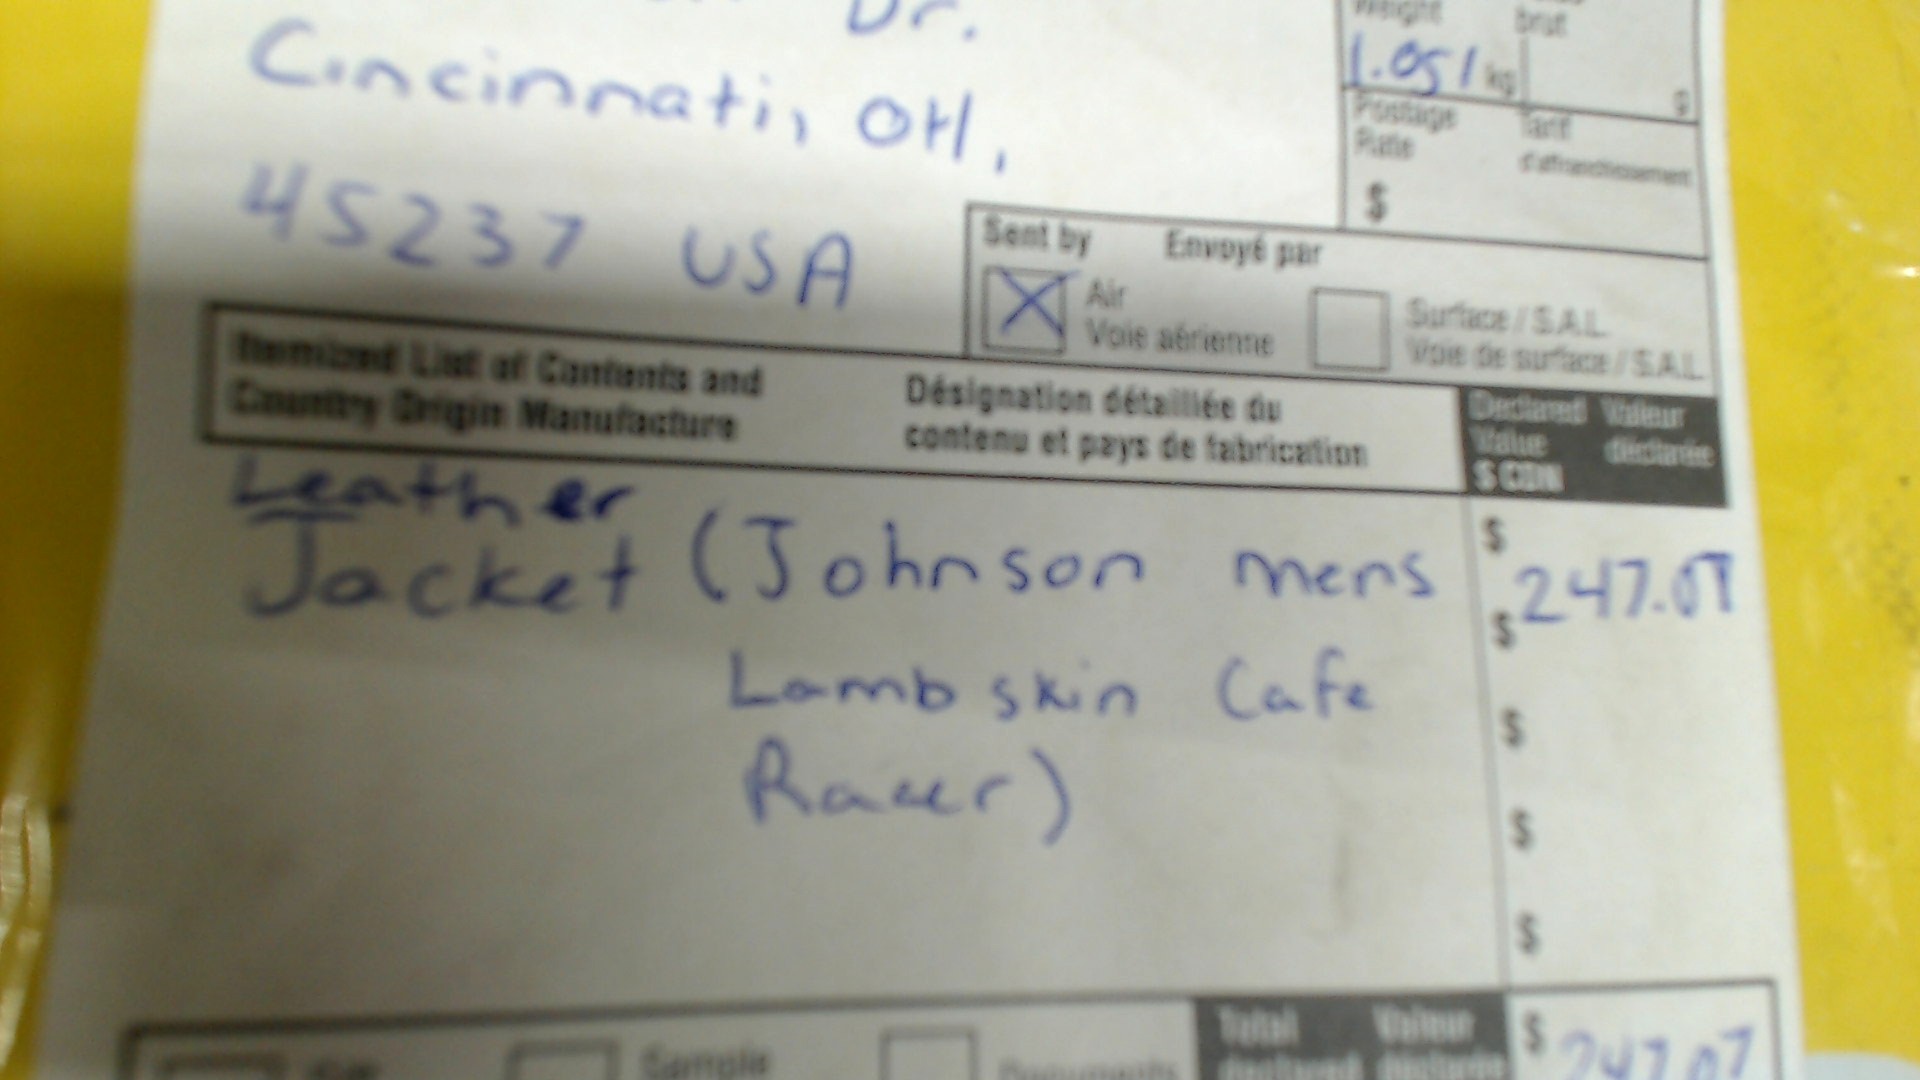 Dr.
Cincinnati, OH,
45237 USA
Weight brut
1.051 kg g
Postage Tarif
Rate d'affranchissement
$
Sent by Envoyé par
Air
Voie aérienne
Surface / S.A.L.
Voie de surface / S.A.L.
Itemized List of Contents and
Country Origin Manufacture
Désignation détaillée du
contenu et pays de fabrication
Declared Valeur
Value déclarée
$ CDN
Leather
Jacket (Johnson mens
Lambskin Cafe
Racer)
$
247.07
$
$
$
$
Sample
Documents
Total Valeur
declared déclarée
$ 247.07